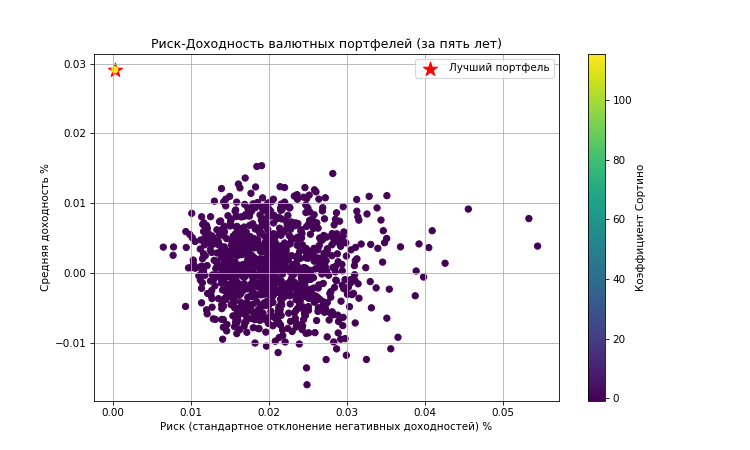 Риск-Доходность валютных портфелей (за пять лет)
Лучший портфель
Средняя доходность %
0.03
0.02
0.01
0.00
−0.01
0.00 0.01 0.02 0.03 0.04 0.05
Риск (стандартное отклонение негативных доходностей) %
100
80
60
40
20
0
Коэффициент Сортино